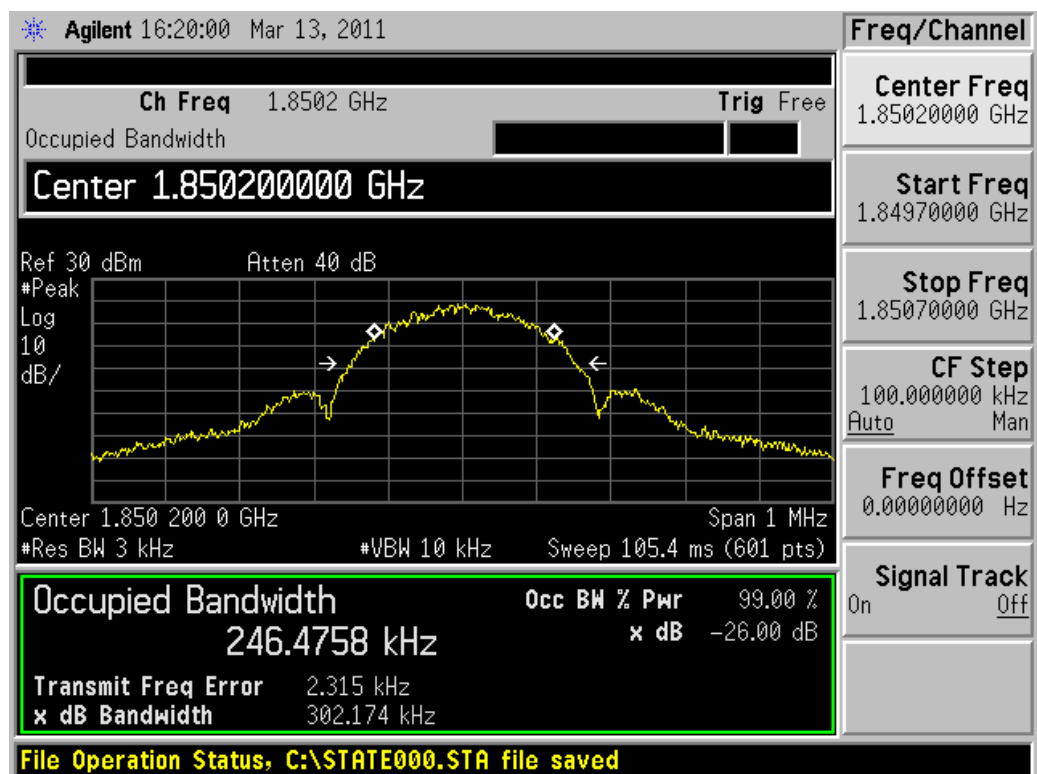 Agilent 16:20:00 Mar 13, 2011
Freq/Channel
Ch Freq 1.8502 GHz Trig Free
Occupied Bandwidth
Center 1.850200000 GHz
Center Freq
1.85020000 GHz
Start Freq
1.84970000 GHz
Stop Freq
1.85070000 GHz
CF Step
100.000000 kHz
Auto Man
Freq Offset
0.00000000 Hz
Signal Track
On Off
Ref 30 dBm Atten 40 dB
#Peak
Log
10
dB/
Center 1.850 200 0 GHz Span 1 MHz
#Res BW 3 kHz #VBW 10 kHz Sweep 105.4 ms (601 pts)
Occupied Bandwidth
246.4758 kHz
Occ BW % Pwr 99.00 %
x dB -26.00 dB
Transmit Freq Error 2.315 kHz
x dB Bandwidth 302.174 kHz
File Operation Status, C:\STATE000.STA file saved